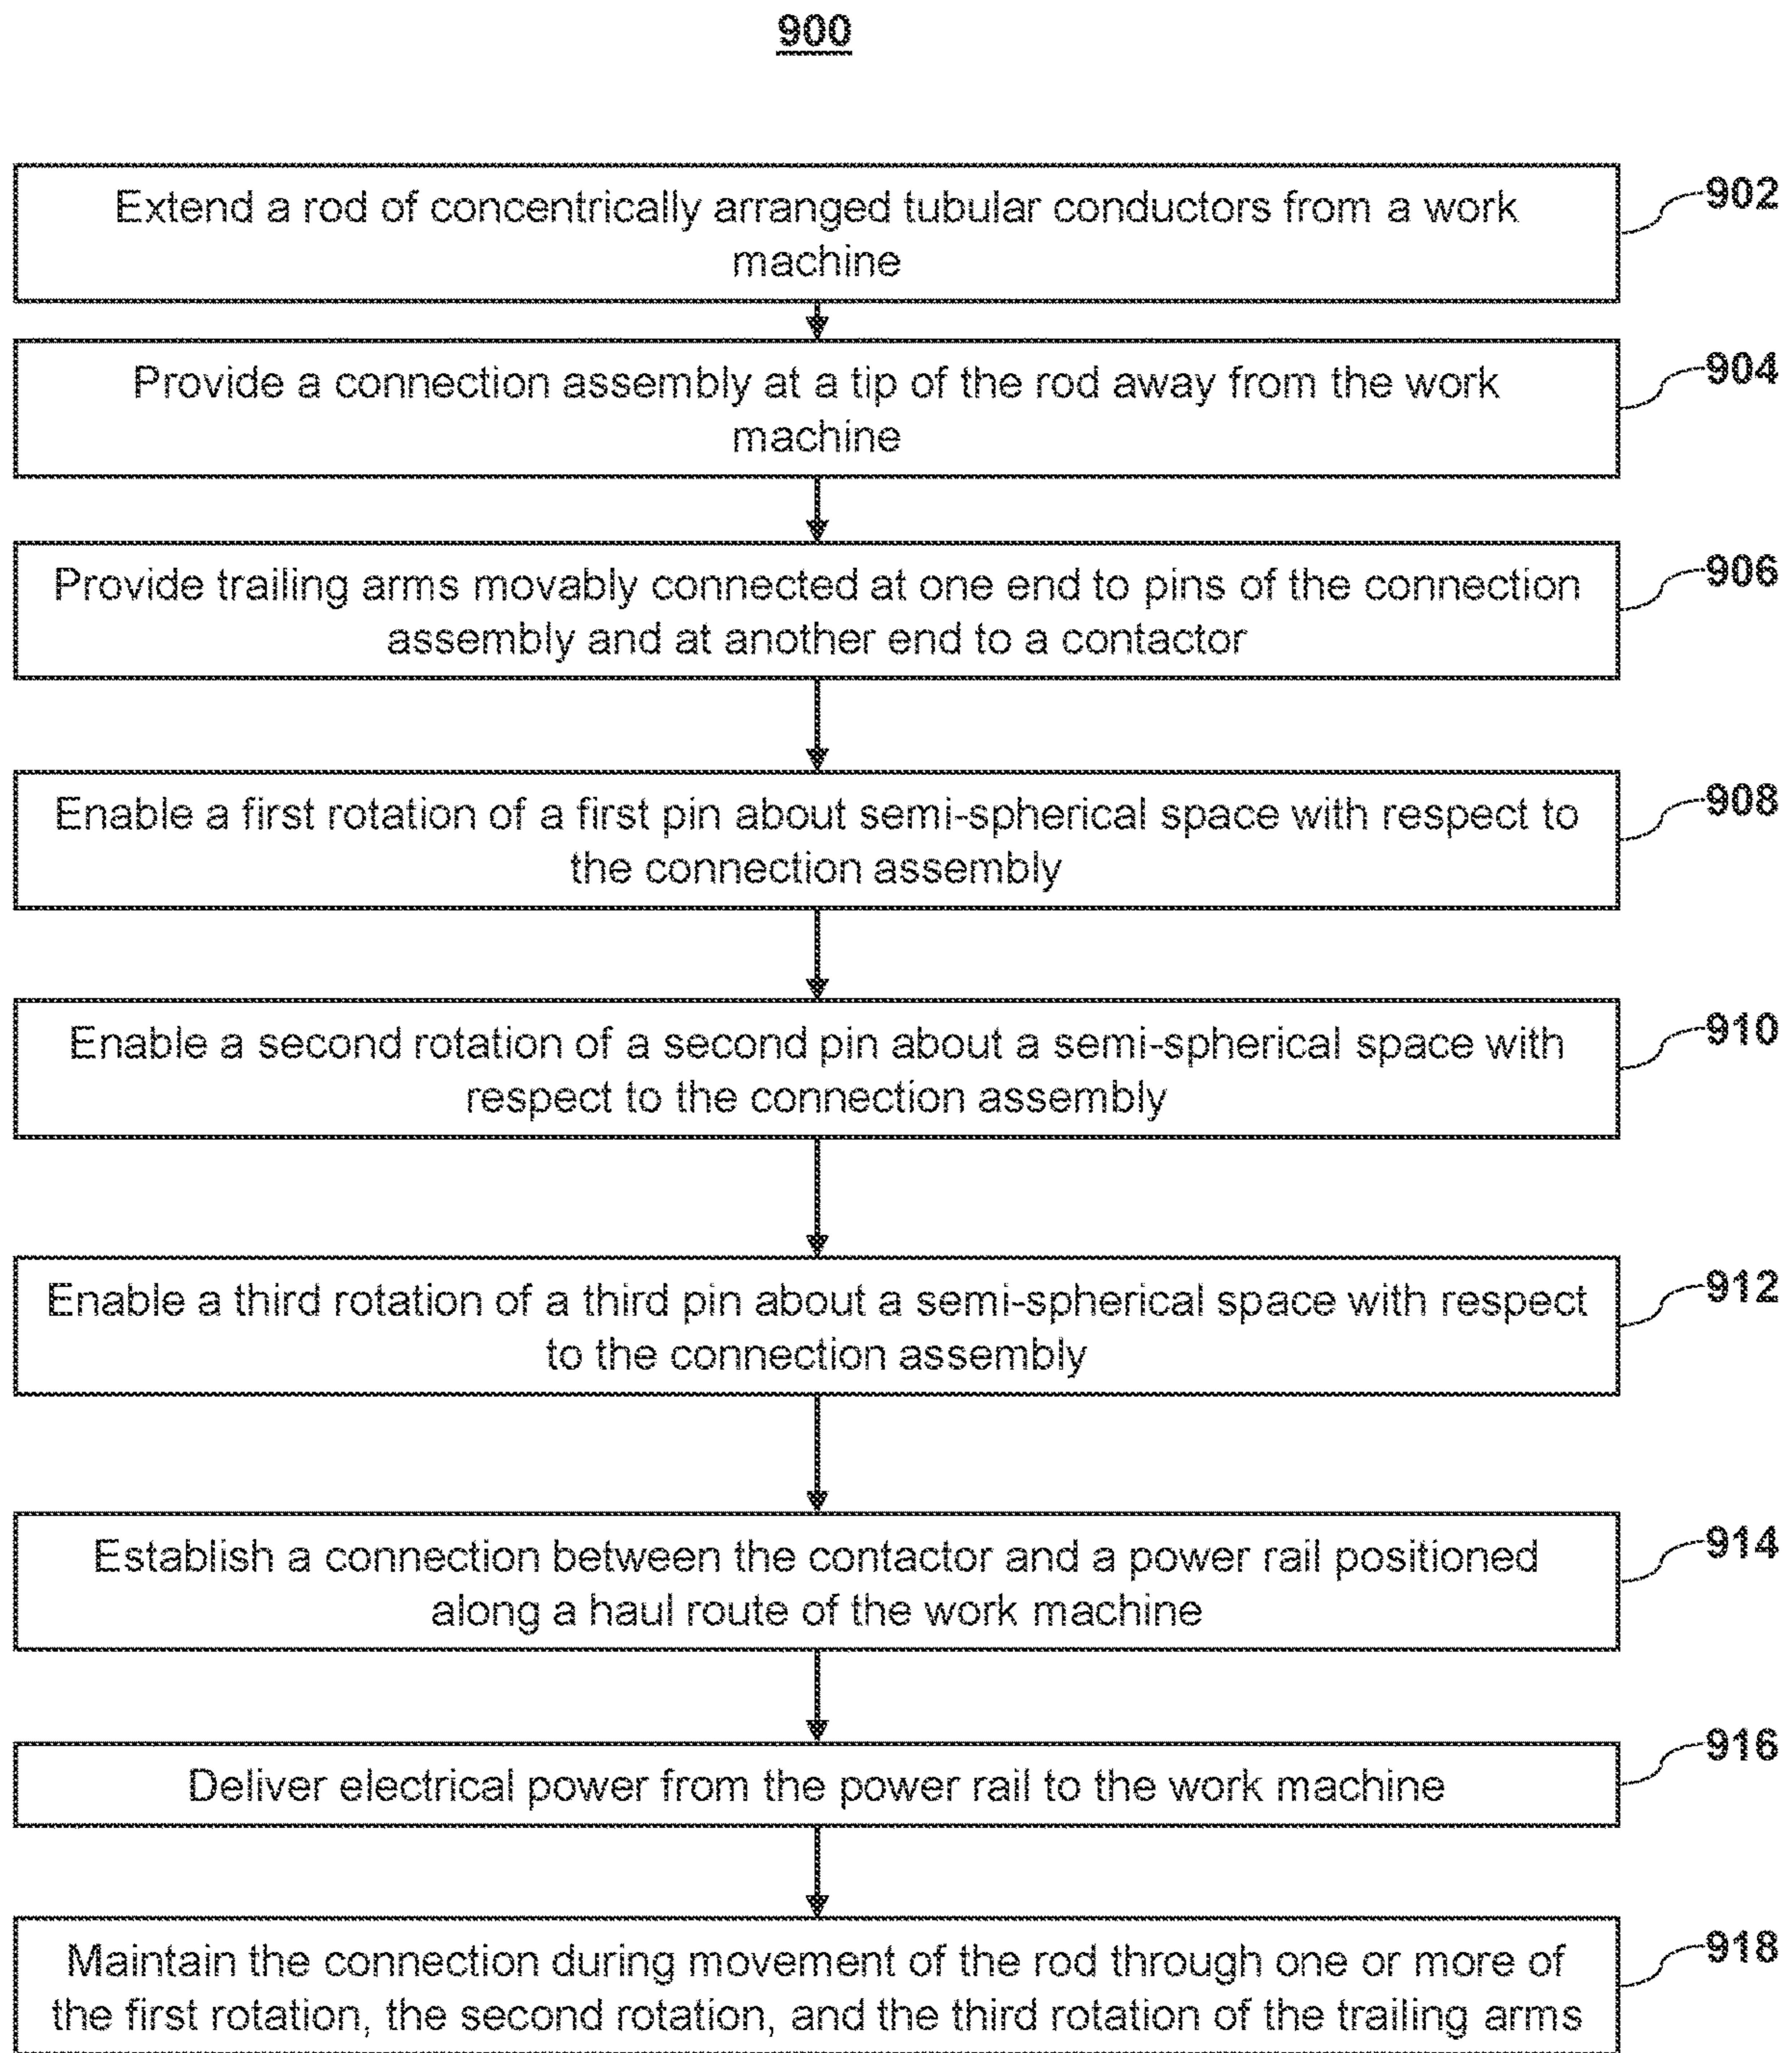 900
Extend a rod of concentrically arranged tubular conductors from a work
machine
902
Provide a connection assembly at a tip of the rod away from the work
machine
904
Provide trailing arms movably connected at one end to pins of the connection
assembly and at another end to a contactor
906
Enable a first rotation of a first pin about semi-spherical space with respect to
the connection assembly
908
Enable a second rotation of a second pin about a semi-spherical space with
respect to the connection assembly
910
Enable a third rotation of a third pin about a semi-spherical space with respect
to the connection assembly
912
Establish a connection between the contactor and a power rail positioned
along a haul route of the work machine
914
Deliver electrical power from the power rail to the work machine
916
Maintain the connection during movement of the rod through one or more of
the first rotation, the second rotation, and the third rotation of the trailing arms
918